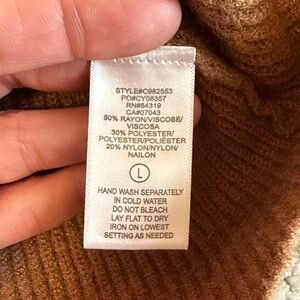 STYLE#C982553
PO#CY08357
RN#84319
CA#07043
50% RAYON/VISCOSE/
VISCOSA
30% POLYESTER/
POLYESTER/POLIÉSTER
20% NYLON/NYLON/
NAILON
L
HAND WASH SEPARATELY
IN COLD WATER
DO NOT BLEACH
LAY FLAT TO DRY
IRON ON LOWEST
SETTING AS NEEDED